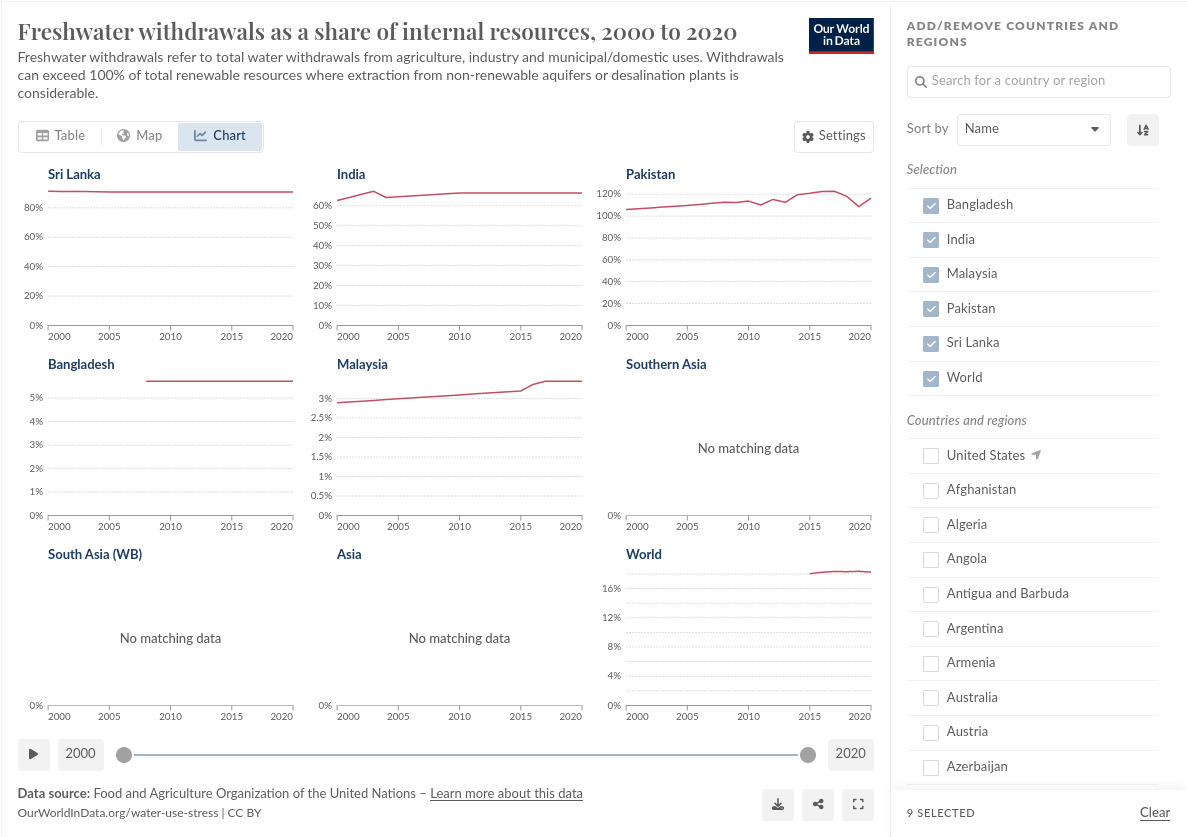 Freshwater withdrawals as a share of internal resources, 2000 to 2020
Freshwater withdrawals refer to total water withdrawals from agriculture, industry and municipal/domestic uses. Withdrawals
can exceed 100% of total renewable resources where extraction from non-renewable aquifers or desalination plants is
considerable.
Our World
in Data
Table
Map
Chart
Settings
Sri Lanka
80%
60%
40%
20%
0%
2000 2005 2010 2015 2020
India
60%
50%
40%
30%
20%
10%
0%
2000 2005 2010 2015 2020
Pakistan
120%
100%
80%
60%
40%
20%
0%
2000 2005 2010 2015 2020
Bangladesh
5%
4%
3%
2%
1%
0%
2000 2005 2010 2015 2020
Malaysia
3%
2.5%
2%
1.5%
1%
0.5%
0%
2000 2005 2010 2015 2020
Southern Asia
No matching data
0%
2000 2005 2010 2015 2020
South Asia (WB)
No matching data
0%
2000 2005 2010 2015 2020
Asia
No matching data
0%
2000 2005 2010 2015 2020
World
16%
12%
8%
4%
0%
2000 2005 2010 2015 2020
2000
2020
Data source: Food and Agriculture Organization of the United Nations – Learn more about this data
OurWorldInData.org/water-use-stress | CC BY
ADD/REMOVE COUNTRIES AND
REGIONS
Search for a country or region
Sort by
Name
Selection
Bangladesh
India
Malaysia
Pakistan
Sri Lanka
World
Countries and regions
United States
Afghanistan
Algeria
Angola
Antigua and Barbuda
Argentina
Armenia
Australia
Austria
Azerbaijan
9 SELECTED
Clear